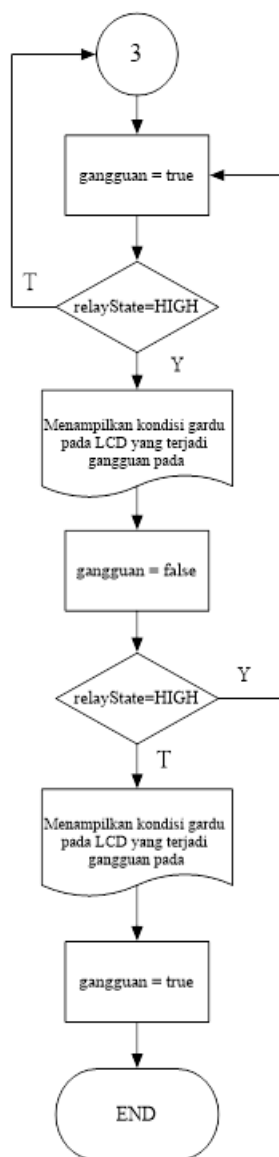 3
gangguan = true
T
relayState=HIGH
Y
Menampilkan kondisi gardu
pada LCD yang terjadi
gangguan pada
gangguan = false
relayState=HIGH
Y
T
Menampilkan kondisi gardu
pada LCD yang terjadi
gangguan pada
gangguan = true
END